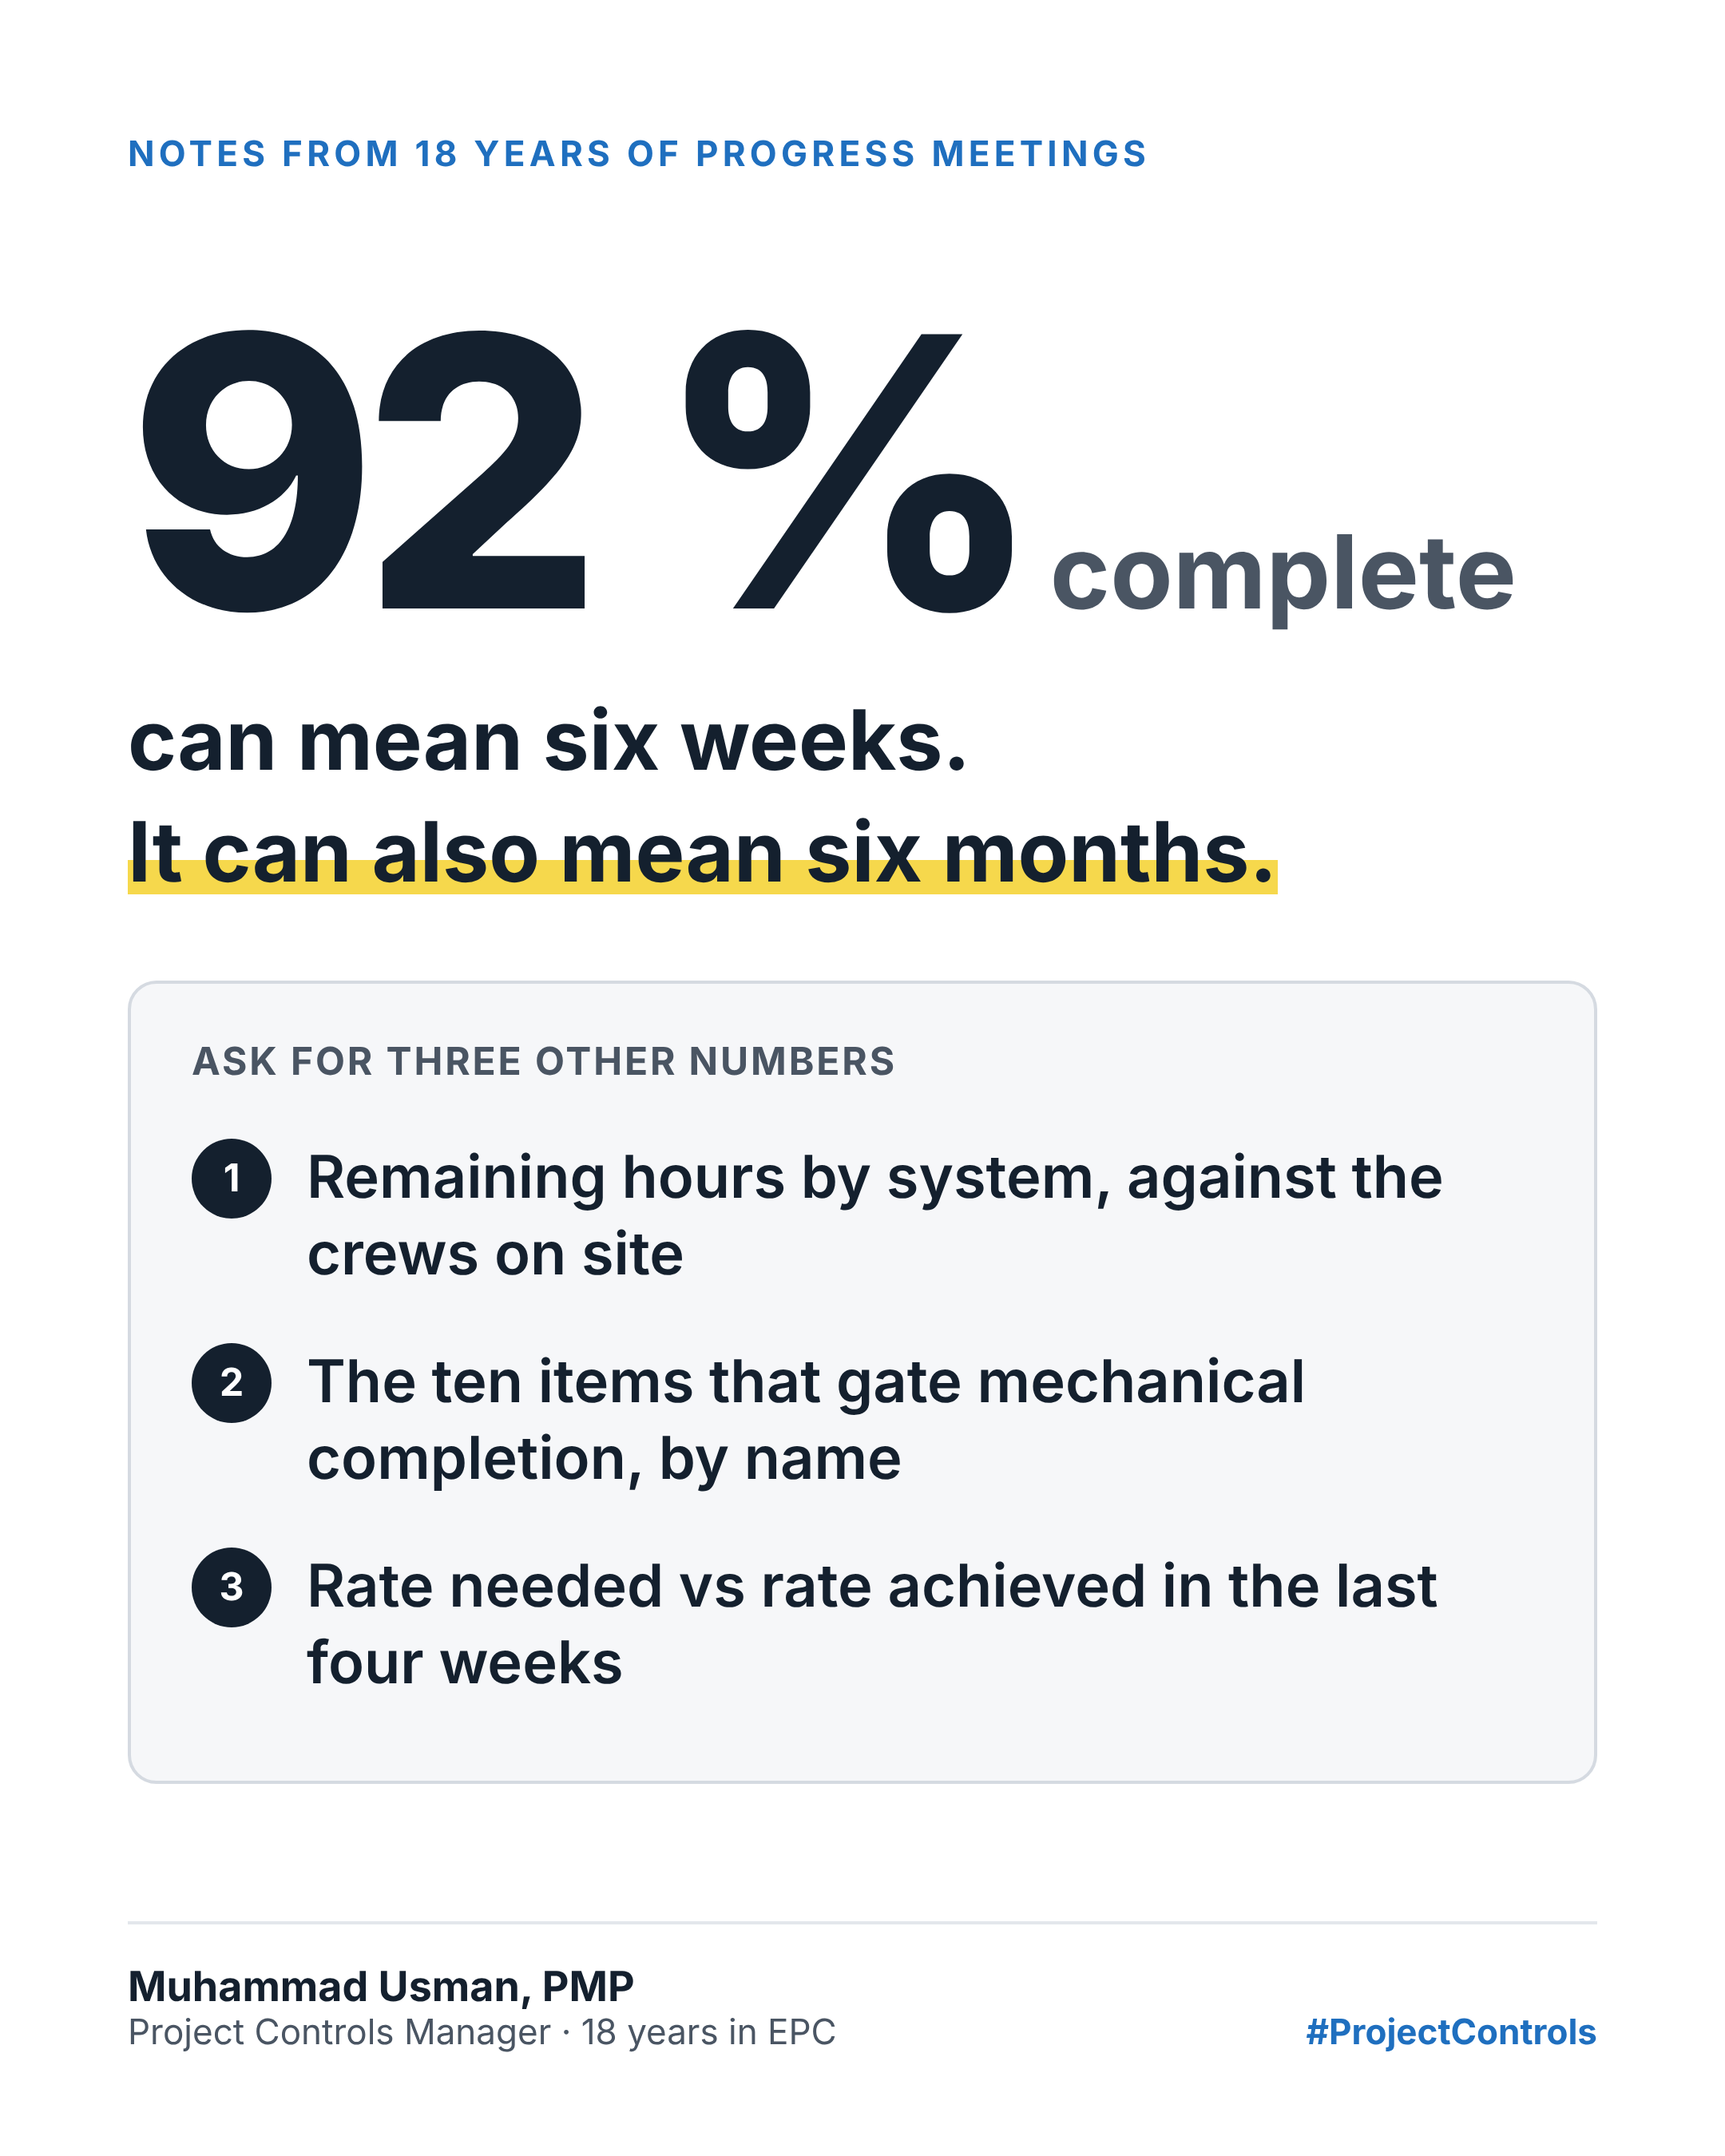 NOTES FROM 18 YEARS OF PROGRESS MEETINGS
92 % complete
can mean six weeks.
It can also mean six months.
ASK FOR THREE OTHER NUMBERS
1 Remaining hours by system, against the
crews on site
2 The ten items that gate mechanical
completion, by name
3 Rate needed vs rate achieved in the last
four weeks
Muhammad Usman, PMP
Project Controls Manager · 18 years in EPC
#ProjectControls